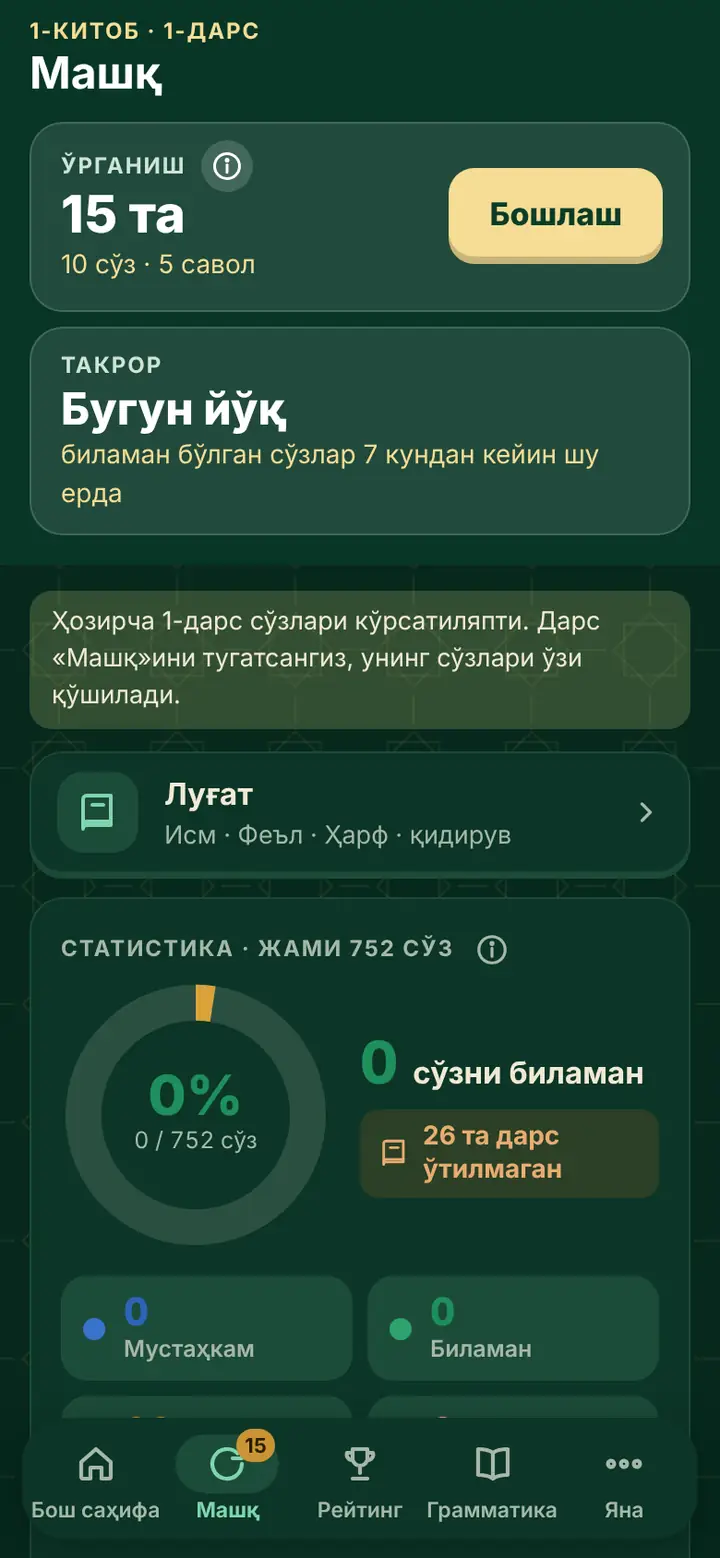 1-КИТОБ · 1-ДАРС
Машқ
ЎРГАНИШ
15 та
10 сўз · 5 савол
Бошлаш
ТАКРОР
Бугун йўқ
биламан бўлган сўзлар 7 кундан кейин шу
ерда
Ҳозирча 1-дарс сўзлари кўрсатиляпти. Дарс
«Машқ»ини тугатсангиз, унинг сўзлари ўзи
қўшилади.
Луғат
Исм · Феъл · Ҳарф · қидирув
СТАТИСТИКА · ЖАМИ 752 СЎЗ
0%
0 / 752 сўз
0 сўзни биламан
26 та дарс
ўтилмаган
0
Мустаҳкам
0
Биламан
15
Бош саҳифа
Машқ
Рейтинг
Грамматика
Яна